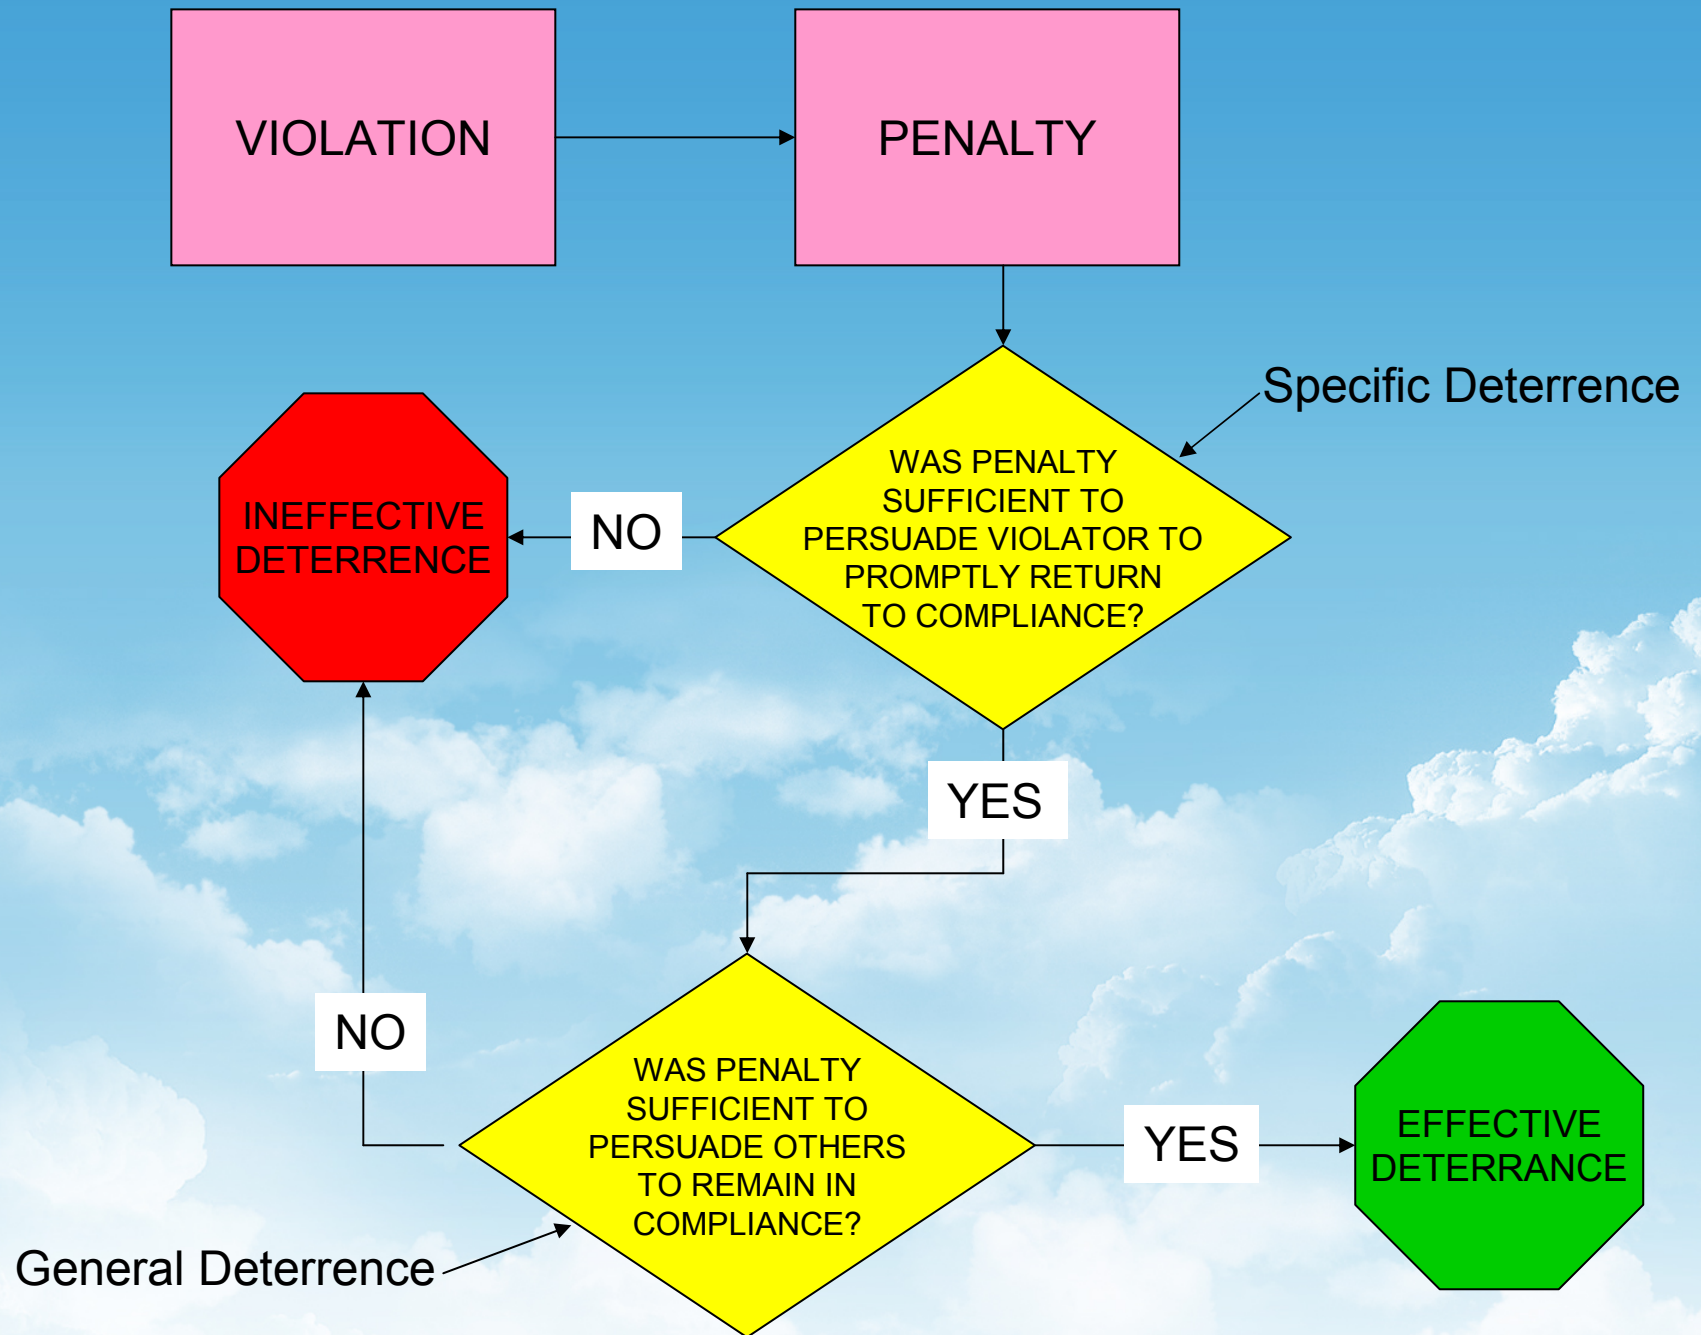 VIOLATION
PENALTY
Specific Deterrence
WAS PENALTY
SUFFICIENT TO
PERSUADE VIOLATOR TO
PROMPTLY RETURN
TO COMPLIANCE?
NO
INEFFECTIVE
DETERRENCE
YES
NO
WAS PENALTY
SUFFICIENT TO
PERSUADE OTHERS
TO REMAIN IN
COMPLIANCE?
YES
EFFECTIVE
DETERRANCE
General Deterrence